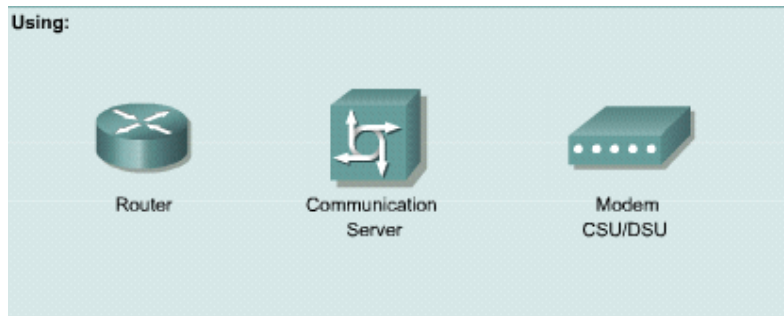 Using:
Router
Communication
Server
Modem
CSU/DSU